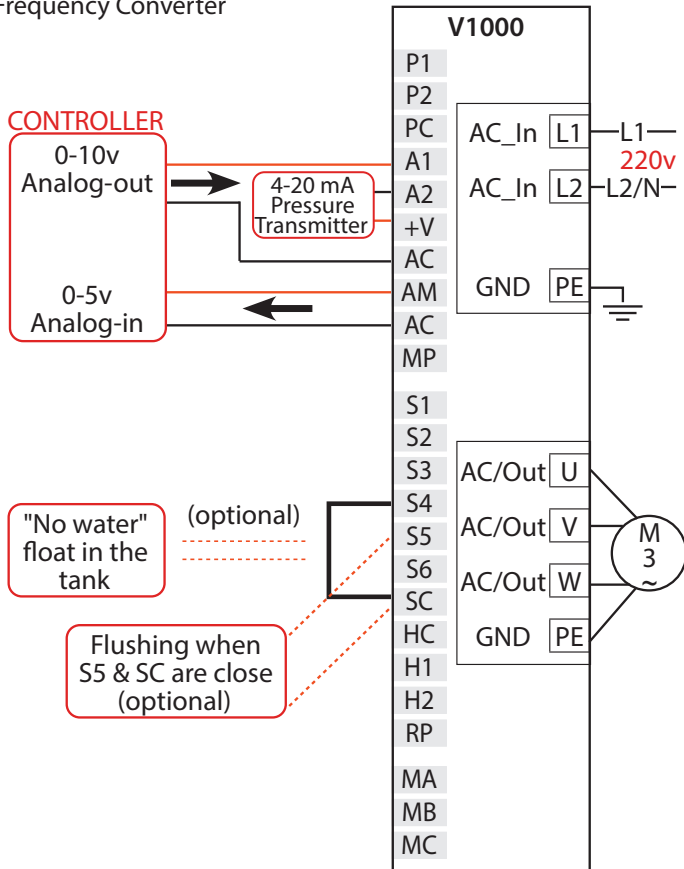 Frequency Converter
V1000
P1
P2
PC
A1
A2
+V
AC
AM
AC
MP
S1
S2
S3
S4
S5
S6
SC
HC
H1
H2
RP
MA
MB
MC
CONTROLLER
0-10v
Analog-out
0-5v
Analog-in
4-20 mA
Pressure
Transmitter
AC_In L1 L1
220v
AC_In L2 L2/N
GND PE
AC/Out U
AC/Out V
AC/Out W
GND PE
M
3
~
"No water"
float in the
tank
(optional)
Flushing when
S5 & SC are close
(optional)